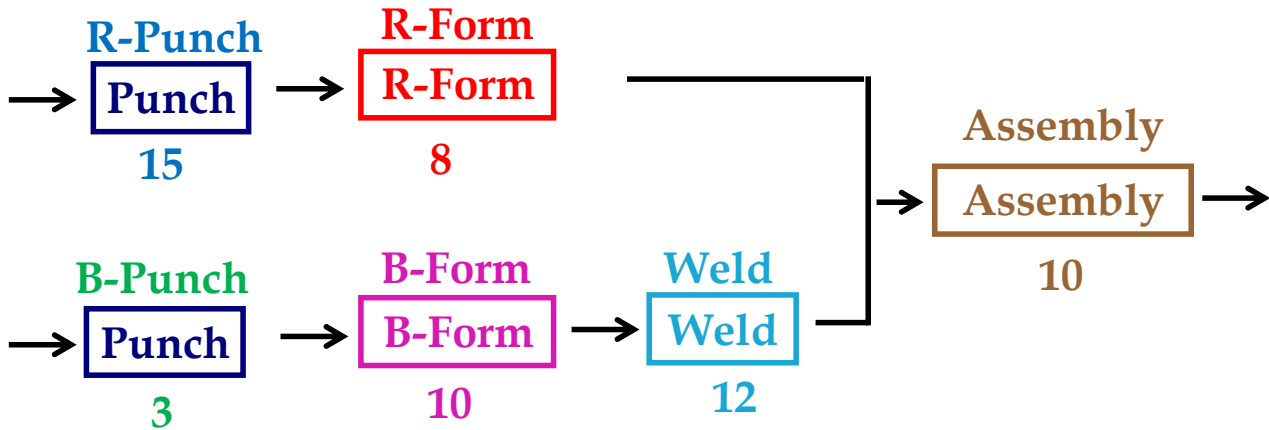 R-Punch
Punch
15
R-Form
R-Form
8
B-Punch
Punch
3
B-Form
B-Form
10
Weld
Weld
12
Assembly
Assembly
10